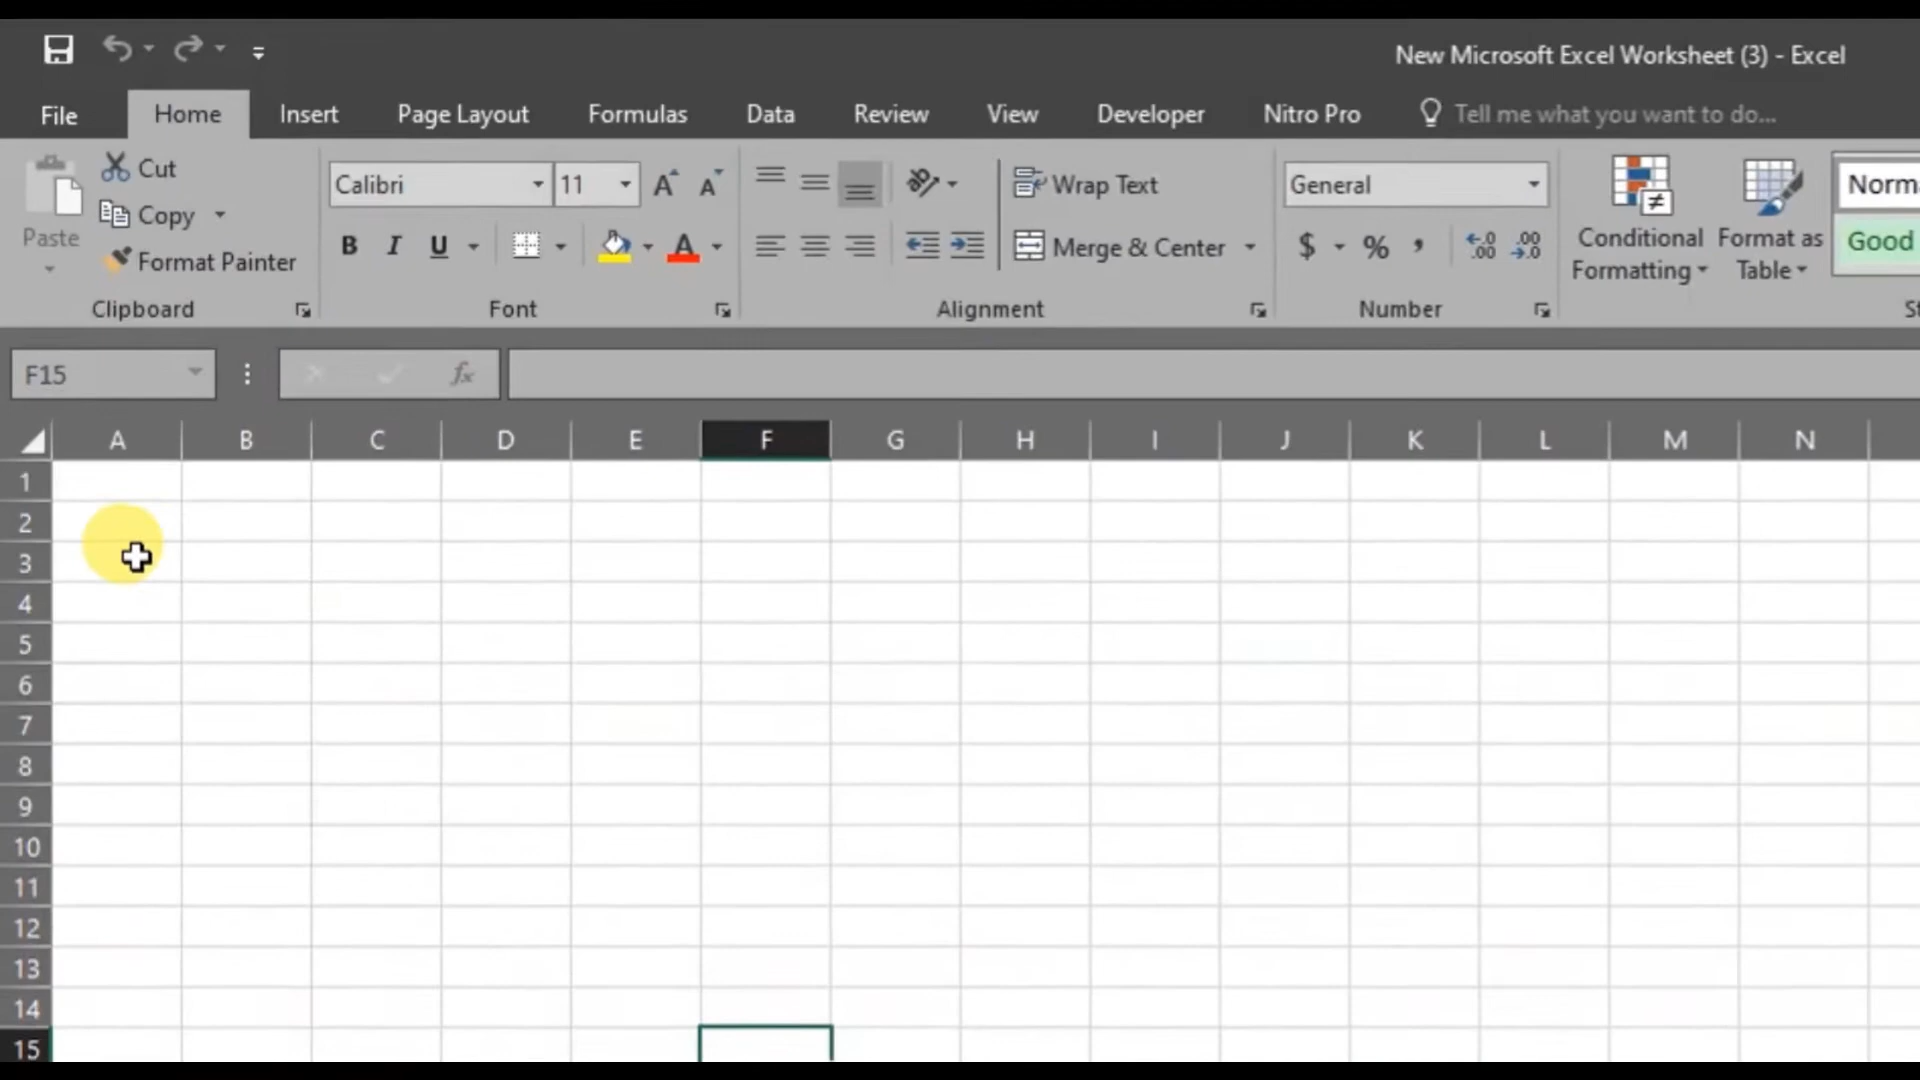 New Microsoft Excel Worksheet (3) - Excel
File Home Insert Page Layout Formulas Data Review View Developer Nitro Pro Tell me what you want to do...
Cut
Copy
Format Painter
Paste
Clipboard
Calibri 11
B I U
Font
Wrap Text
Merge & Center
Alignment
General
$ % ,
Number
Conditional Formatting
Format as Table
Good
F15 fx
A B C D E F G H I J K L M N
1
2
3
4
5
6
7
8
9
10
11
12
13
14
15